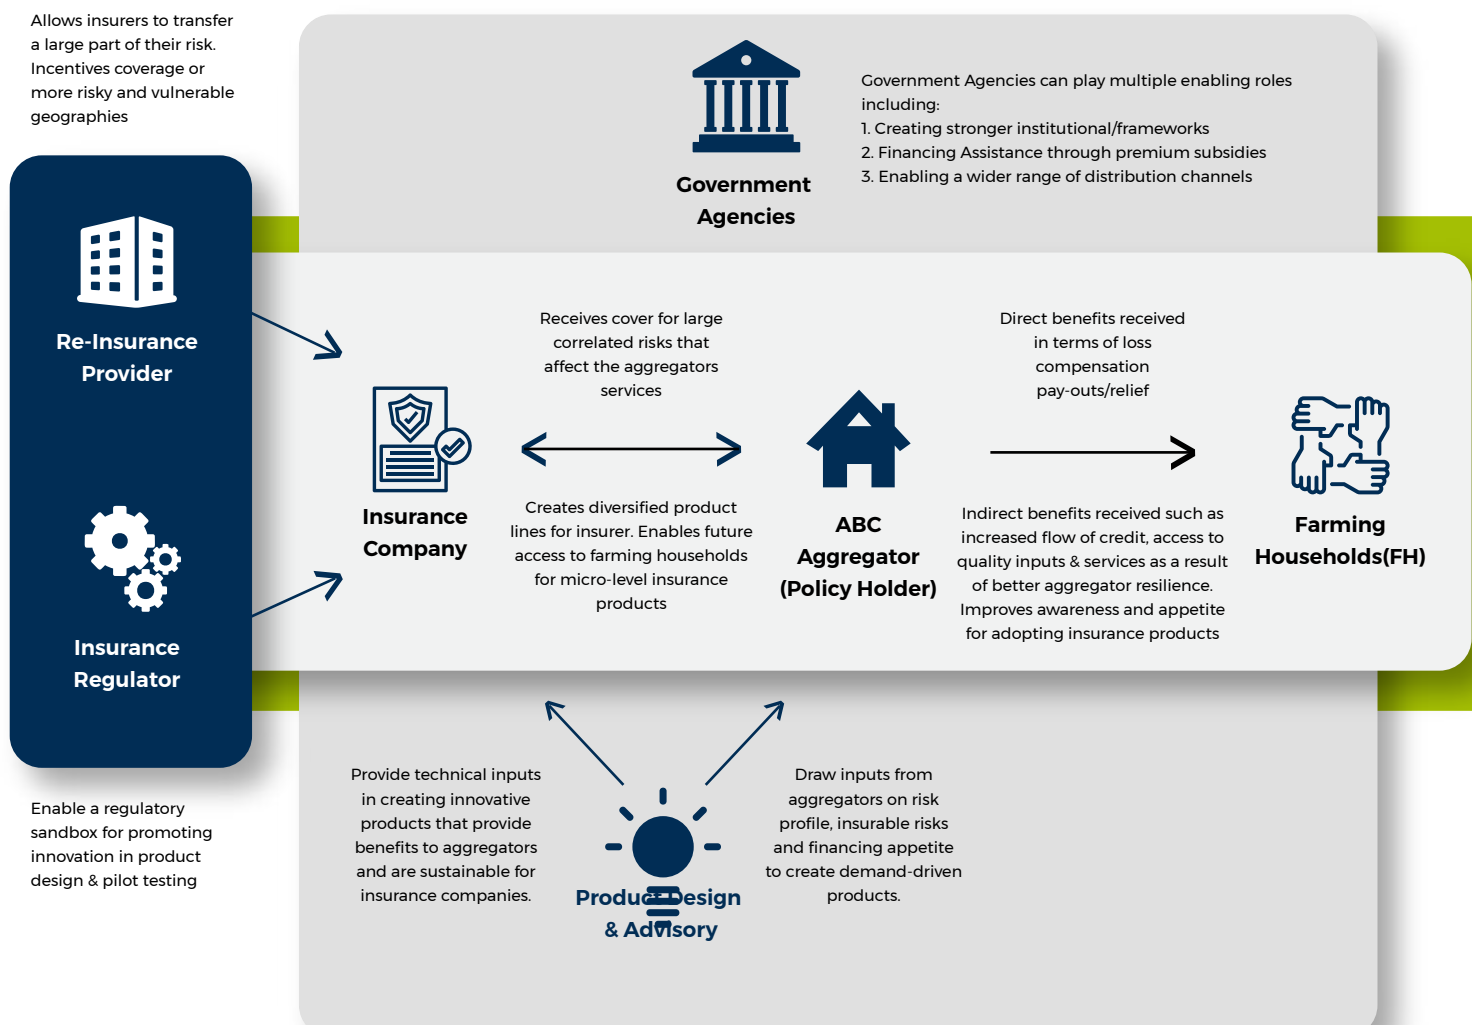 Allows insurers to transfer
a large part of their risk.
Incentives coverage or
more risky and vulnerable
geographies
Government
Agencies
Government Agencies can play multiple enabling roles
including:
1. Creating stronger institutional/frameworks
2. Financing Assistance through premium subsidies
3. Enabling a wider range of distribution channels
Re-Insurance
Provider
Insurance
Regulator
Insurance
Company
Receives cover for large
correlated risks that
affect the aggregators
services
Creates diversified product
lines for insurer. Enables future
access to farming households
for micro-level insurance
products
ABC
Aggregator
(Policy Holder)
Direct benefits received
in terms of loss
compensation
pay-outs/relief
Indirect benefits received such as
increased flow of credit, access to
quality inputs & services as a result
of better aggregator resilience.
Improves awareness and appetite
for adopting insurance products
Farming
Households(FH)
Enable a regulatory
sandbox for promoting
innovation in product
design & pilot testing
Provide technical inputs
in creating innovative
products that provide
benefits to aggregators
and are sustainable for
insurance companies.
Product Design
& Advisory
Draw inputs from
aggregators on risk
profile, insurable risks
and financing appetite
to create demand-driven
products.